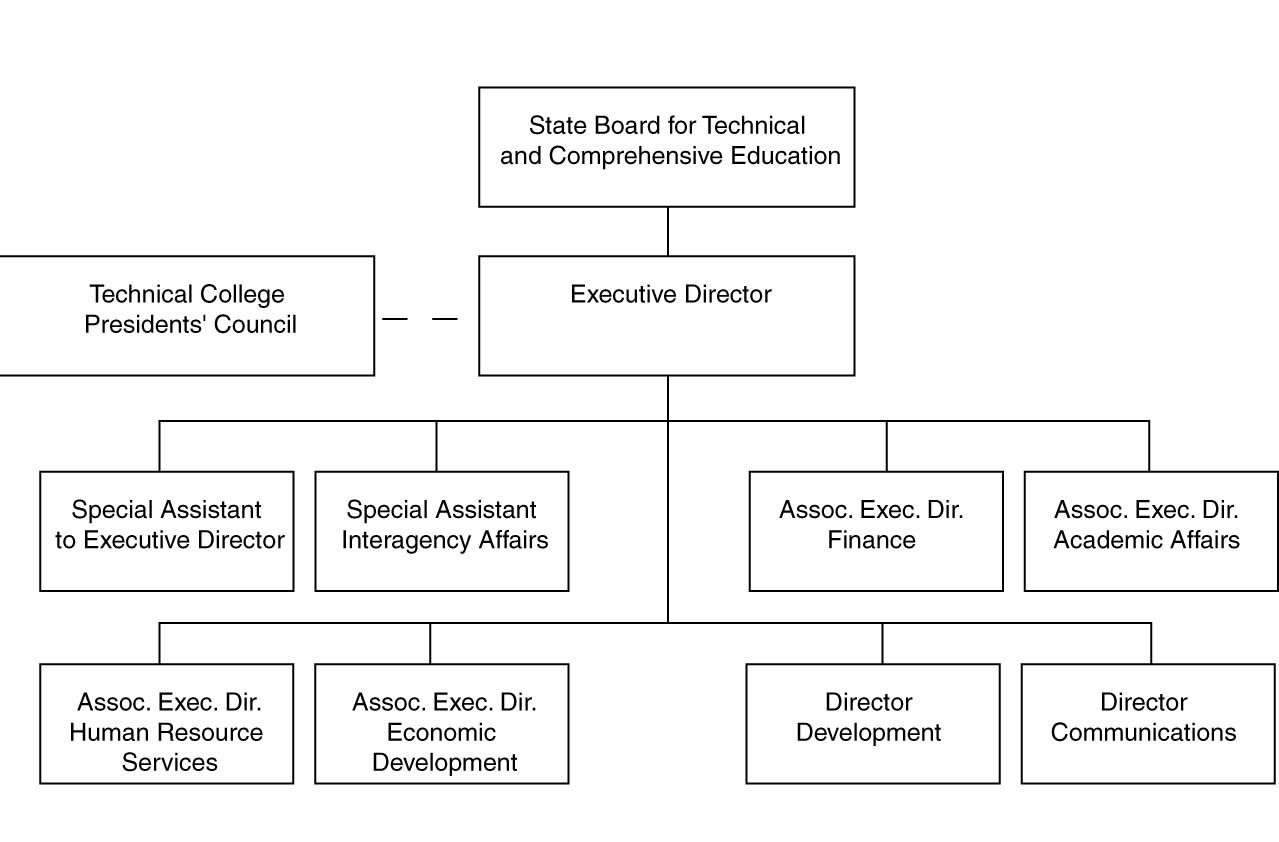 State Board for Technical
and Comprehensive Education
Technical College
Presidents' Council
Executive Director
Special Assistant
to Executive Director
Special Assistant
Interagency Affairs
Assoc. Exec. Dir.
Finance
Assoc. Exec. Dir.
Academic Affairs
Assoc. Exec. Dir.
Human Resource
Services
Assoc. Exec. Dir.
Economic
Development
Director
Development
Director
Communications